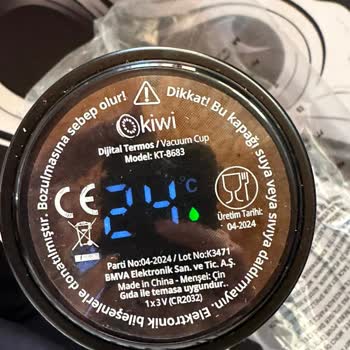 Dikkat! Bu kapağı suya veya sıvıya daldırmayın. Elektronik bileşenlerle donatılmıştır. Bozulmasına sebep olur!
kiwi
Dijital Termos / Vacuum Cup
Model: KT-8683
CE
24°C
Üretim Tarihi:
04-2024
Parti No:04-2024 / Lot No:K3471
BMVA Elektronik San. ve Tic. A.Ş.
Made in China - Menşei: Çin
Gıda ile temasa uygundur.
1 x 3 V (CR2032)